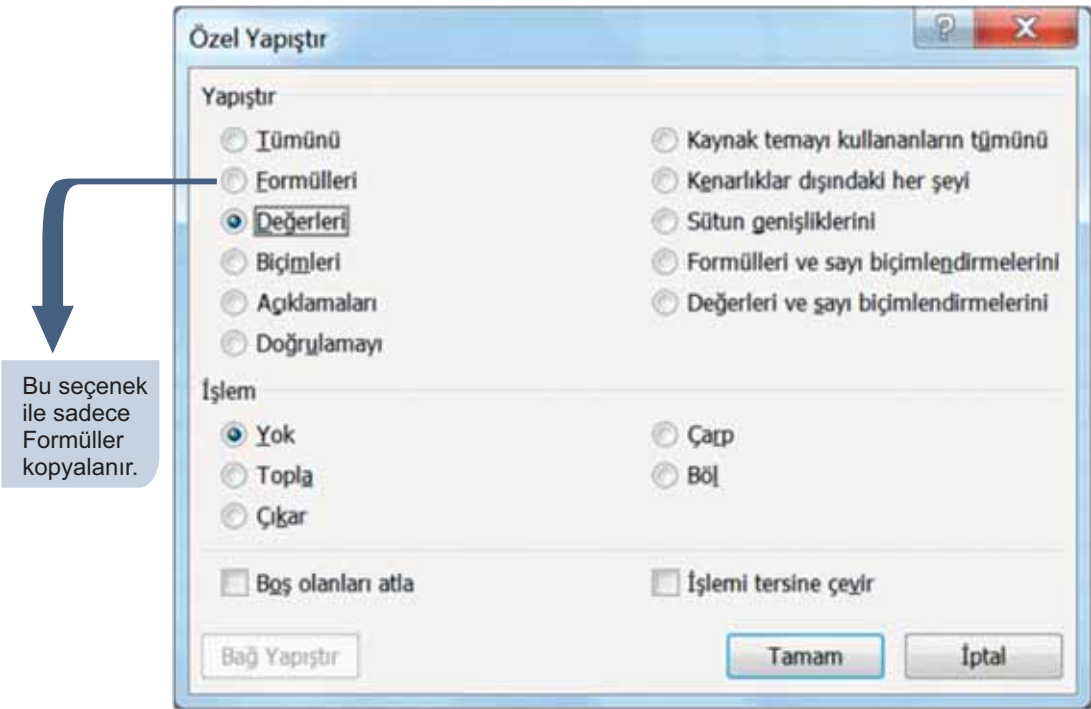 Özel Yapıştır
Yapıştır
Tümünü
Formülleri
Değerleri
Biçimleri
Açıklamaları
Doğrulamayı
Kaynak temayı kullananların tümünü
Kenarlıklar dışındaki her şeyi
Sütun genişliklerini
Formülleri ve sayı biçimlendirmelerini
Değerleri ve sayı biçimlendirmelerini
Bu seçenek
ile sadece
Formüller
kopyalanır.
İşlem
Yok
Topla
Çıkar
Çarp
Böl
Boş olanları atla
İşlemi tersine çevir
Bağ Yapıştır
Tamam
İptal